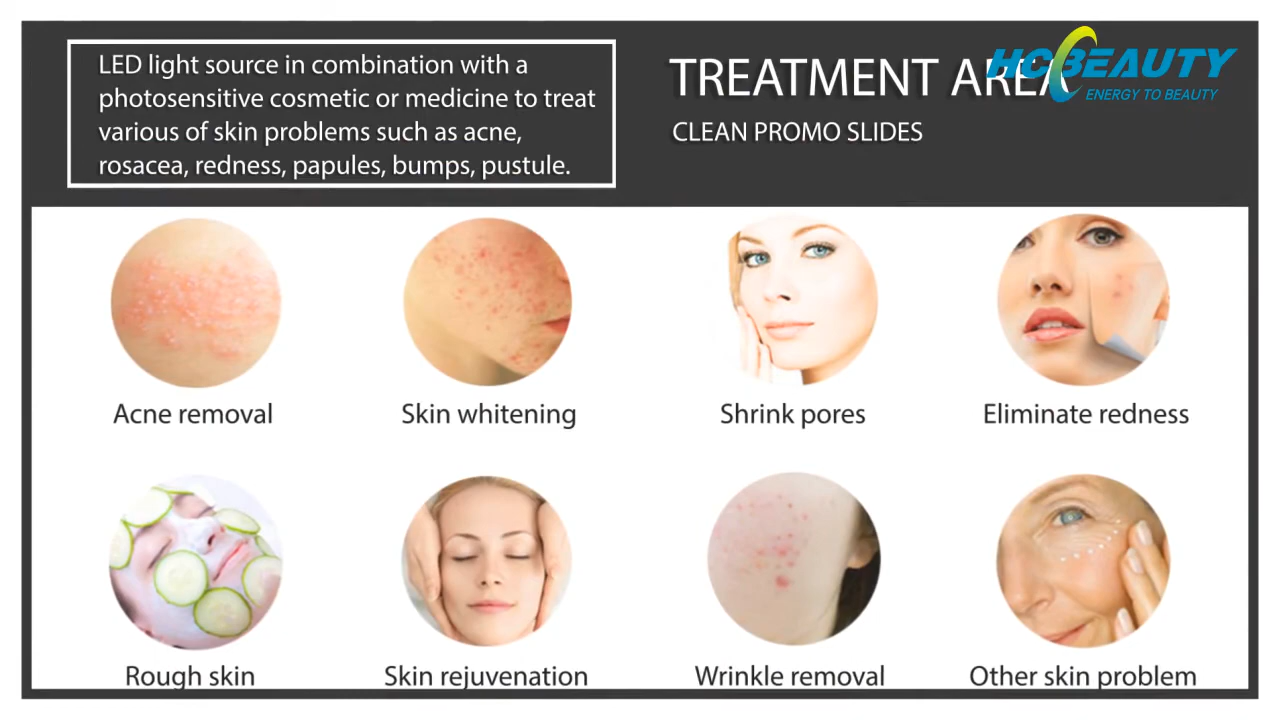 LED light source in combination with a
photosensitive cosmetic or medicine to treat
various of skin problems such as acne,
rosacea, redness, papules, bumps, pustule.
TREATMENT AREA
HCBEAUTY
ENERGY TO BEAUTY
CLEAN PROMO SLIDES
Acne removal
Skin whitening
Shrink pores
Eliminate redness
Rough skin
Skin rejuvenation
Wrinkle removal
Other skin problem